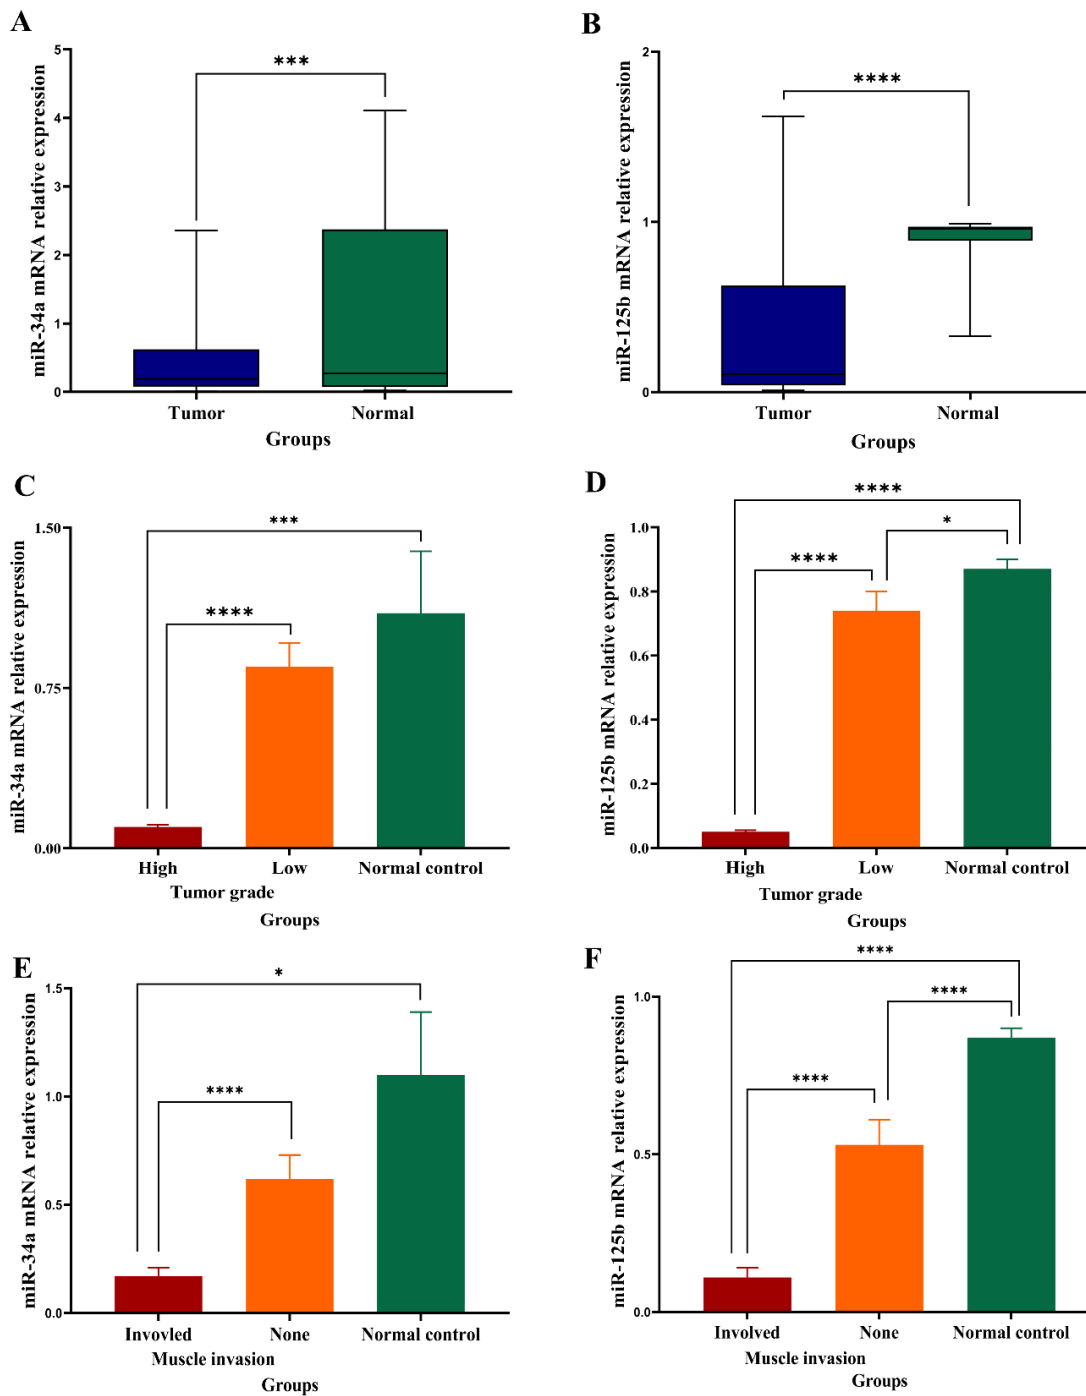 A
miR-34a mRNA relative expression
5
4
3
2
1
0
***
Tumor
Normal
Groups
B
miR-125b mRNA relative expression
2
1
0
****
Tumor
Normal
Groups
C
miR-34a mRNA relative expression
1.50
0.75
0.00
***
****
High
Low
Normal control
Tumor grade
Groups
D
miR-125b mRNA relative expression
1.0
0.8
0.6
0.4
0.2
0.0
****
*
****
High
Low
Normal control
Tumor grade
Groups
E
miR-34a mRNA relative expression
1.5
1.0
0.5
0.0
*
****
Invovled
None
Normal control
Muscle invasion
Groups
F
miR-125b mRNA relative expression
1.0
0.5
0.0
****
****
****
Involved
None
Normal control
Muscle invasion
Groups